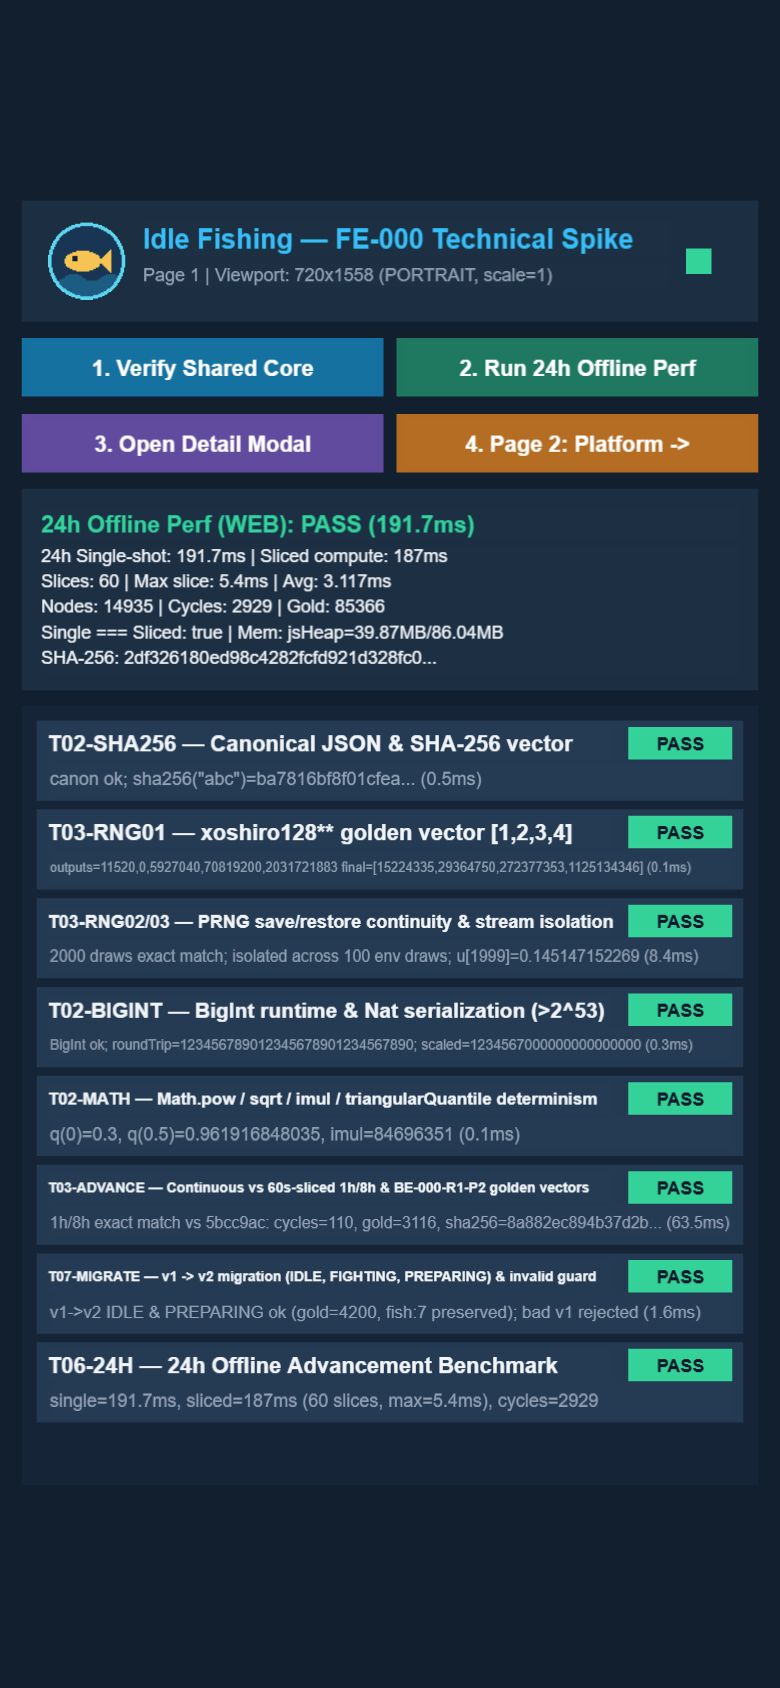 Idle Fishing — FE-000 Technical Spike
Page 1 | Viewport: 720x1558 (PORTRAIT, scale=1)
1. Verify Shared Core
2. Run 24h Offline Perf
3. Open Detail Modal
4. Page 2: Platform ->
24h Offline Perf (WEB): PASS (191.7ms)
24h Single-shot: 191.7ms | Sliced compute: 187ms
Slices: 60 | Max slice: 5.4ms | Avg: 3.117ms
Nodes: 14935 | Cycles: 2929 | Gold: 85366
Single === Sliced: true | Mem: jsHeap=39.87MB/86.04MB
SHA-256: 2df326180ed98c4282fcfd921d328fc0...
T02-SHA256 — Canonical JSON & SHA-256 vector
PASS
canon ok; sha256("abc")=ba7816bf8f01cfea... (0.5ms)
T03-RNG01 — xoshiro128** golden vector [1,2,3,4]
PASS
outputs=11520,0,5927040,70819200,2031721883 final=[15224335,29364750,272377353,1125134346] (0.1ms)
T03-RNG02/03 — PRNG save/restore continuity & stream isolation
PASS
2000 draws exact match; isolated across 100 env draws; u[1999]=0.145147152269 (8.4ms)
T02-BIGINT — BigInt runtime & Nat serialization (>2^53)
PASS
BigInt ok; roundTrip=123456789012345678901234567890; scaled=1234567000000000000000 (0.3ms)
T02-MATH — Math.pow / sqrt / imul / triangularQuantile determinism
PASS
q(0)=0.3, q(0.5)=0.961916848035, imul=84696351 (0.1ms)
T03-ADVANCE — Continuous vs 60s-sliced 1h/8h & BE-000-R1-P2 golden vectors
PASS
1h/8h exact match vs 5bcc9ac: cycles=110, gold=3116, sha256=8a882ec894b37d2b... (63.5ms)
T07-MIGRATE — v1 -> v2 migration (IDLE, FIGHTING, PREPARING) & invalid guard
PASS
v1->v2 IDLE & PREPARING ok (gold=4200, fish:7 preserved); bad v1 rejected (1.6ms)
T06-24H — 24h Offline Advancement Benchmark
PASS
single=191.7ms, sliced=187ms (60 slices, max=5.4ms), cycles=2929